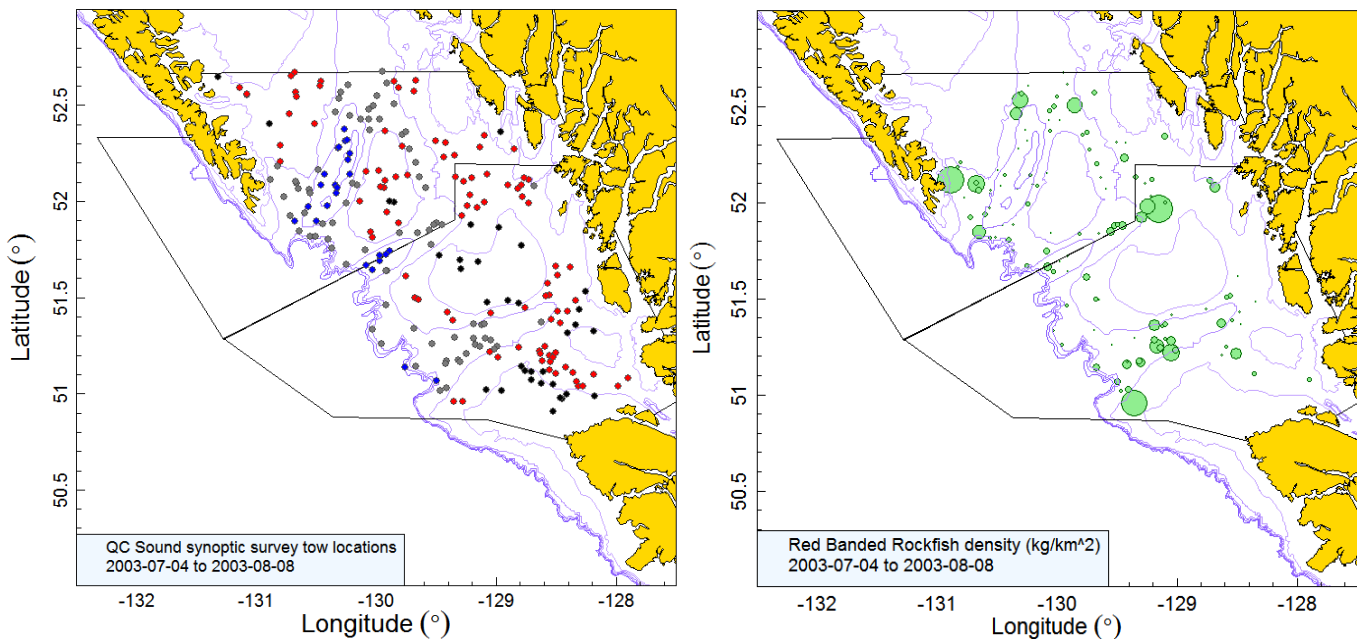 52.5
52
51.5
51
50.5
Latitude (°)
QC Sound synoptic survey tow locations
2003-07-04 to 2003-08-08
-132 -131 -130 -129 -128
Longitude (°)
52.5
52
51.5
51
50.5
Latitude (°)
Red Banded Rockfish density (kg/km^2)
2003-07-04 to 2003-08-08
-132 -131 -130 -129 -128
Longitude (°)